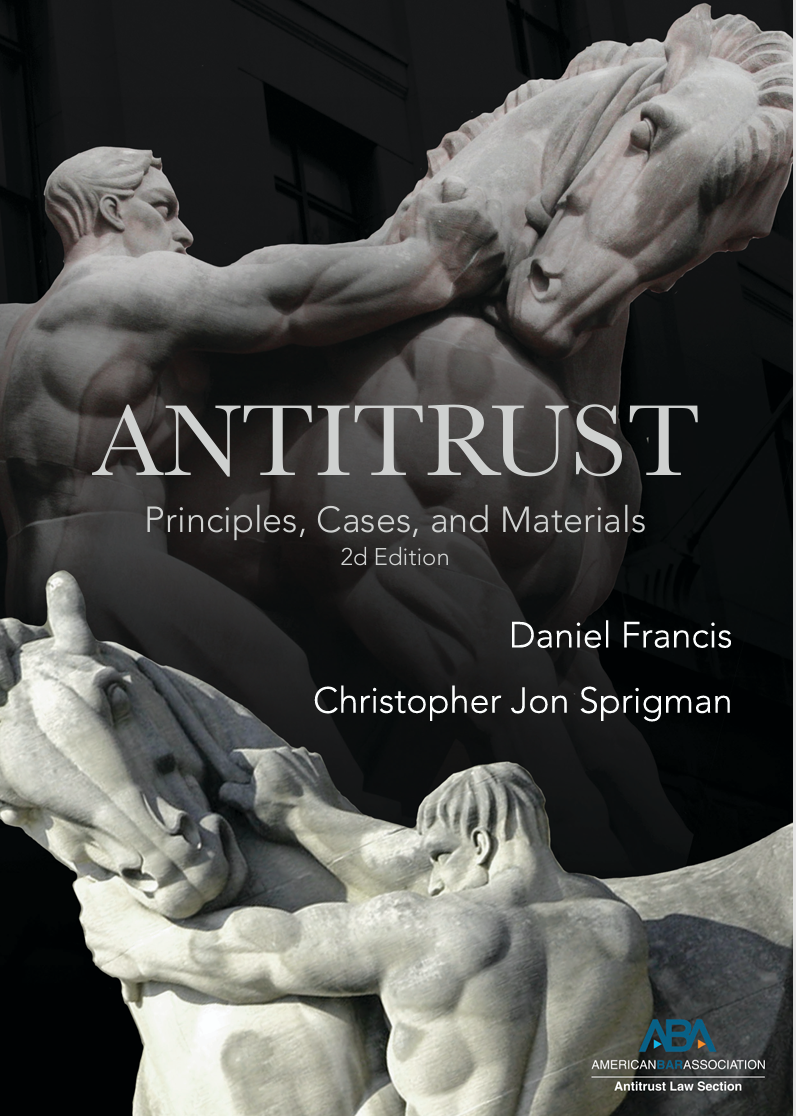 ANTITRUST
Principles, Cases, and Materials
2d Edition
Daniel Francis
Christopher Jon Sprigman
ABA
AMERICANBARASSOCIATION
Antitrust Law Section